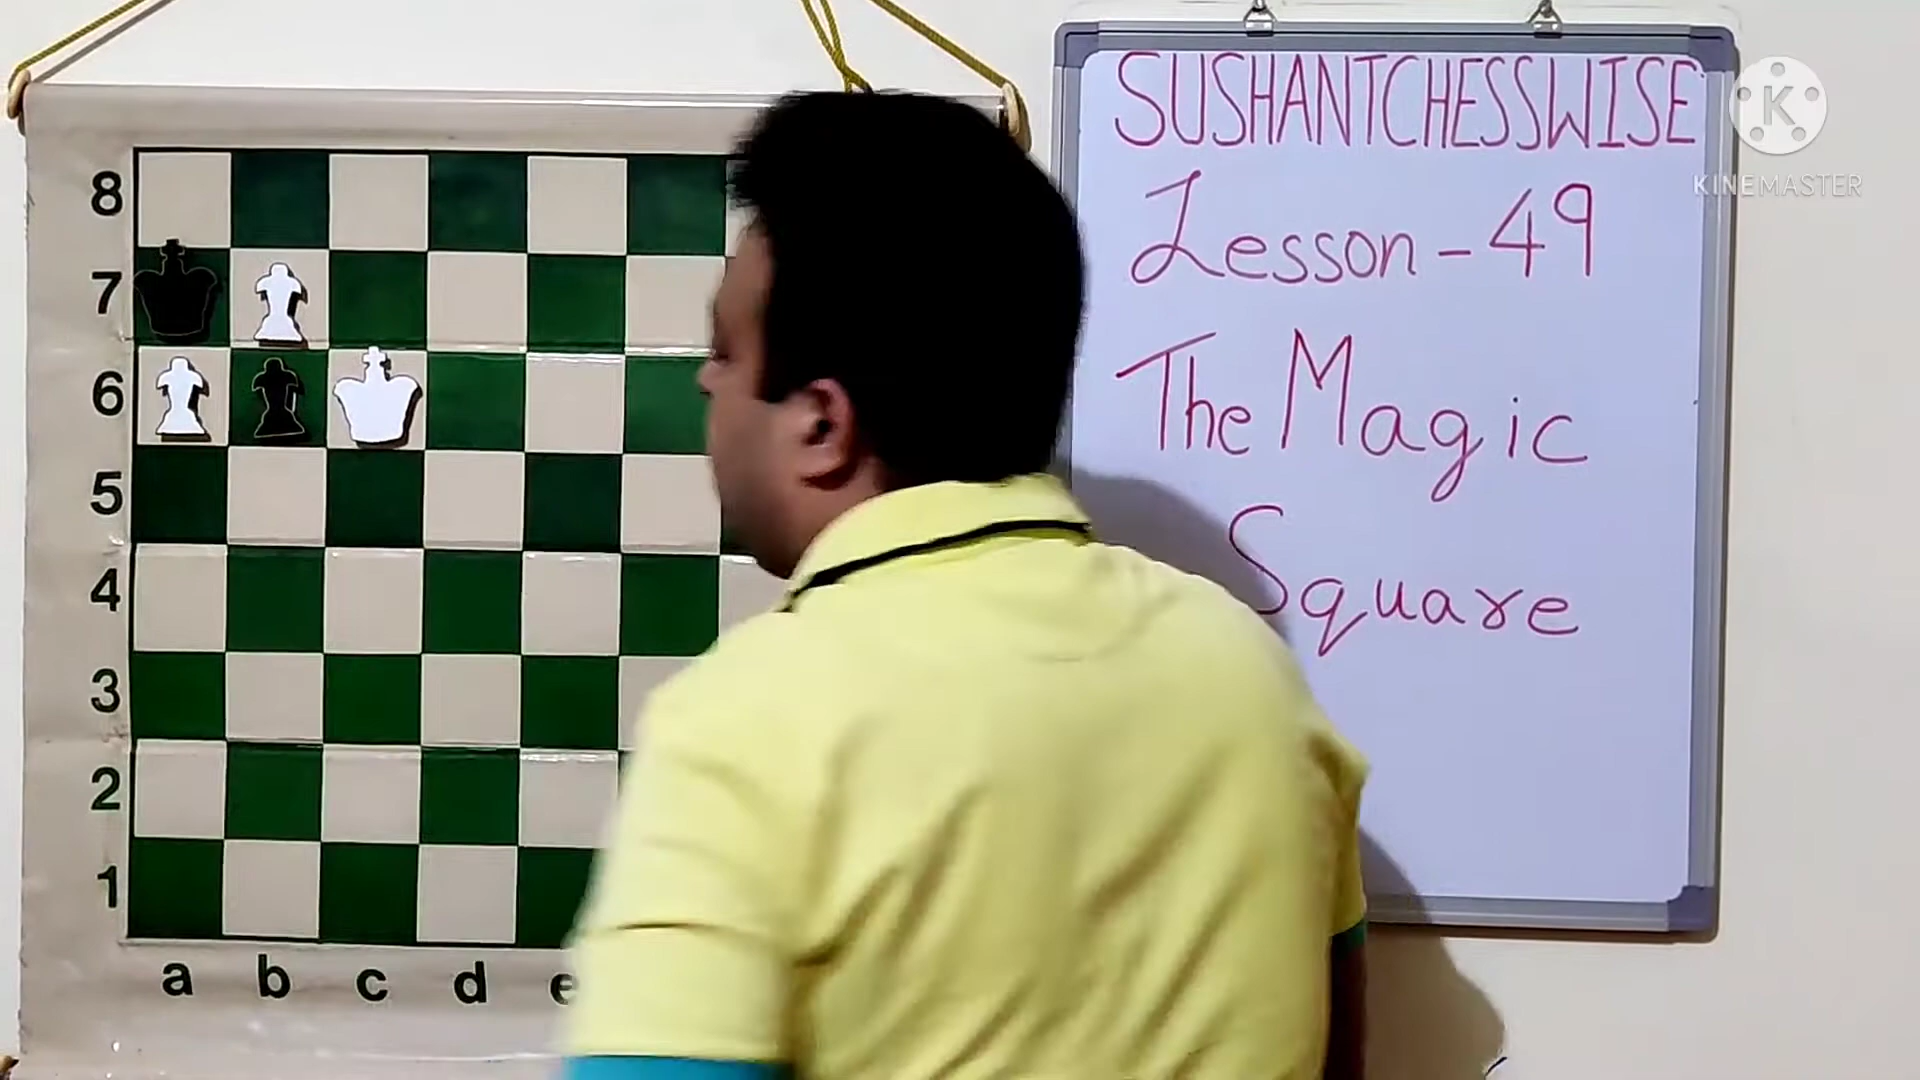 SUSHANTCHESSWISE
Lesson - 49
The Magic
Square
K
KINEMASTER
8
7
6
5
4
3
2
1
a b c d e